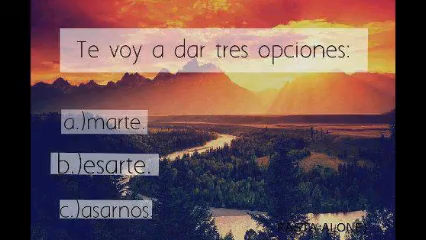 Te voy a dar tres opciones:
a.)marte.
b.)esarte.
c.)asarnos.